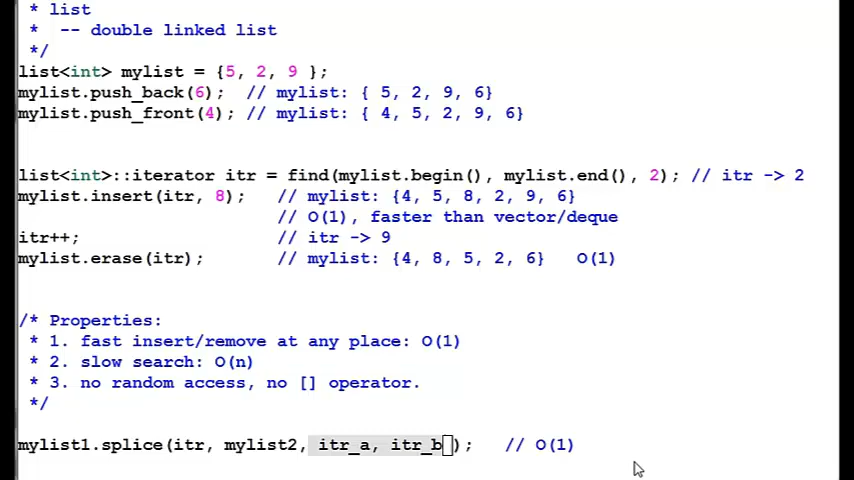 * list
*  -- double linked list
*/
list<int> mylist = {5, 2, 9 };
mylist.push_back(6);  // mylist: { 5, 2, 9, 6}
mylist.push_front(4); // mylist: { 4, 5, 2, 9, 6}
list<int>::iterator itr = find(mylist.begin(), mylist.end(), 2); // itr -> 2
mylist.insert(itr, 8);   // mylist: {4, 5, 8, 2, 9, 6}
// O(1), faster than vector/deque
itr++;                   // itr -> 9
mylist.erase(itr);       // mylist: {4, 8, 5, 2, 6}   O(1)
/* Properties:
* 1. fast insert/remove at any place: O(1)
* 2. slow search: O(n)
* 3. no random access, no [] operator.
*/
mylist1.splice(itr, mylist2, itr_a, itr_b );   // O(1)